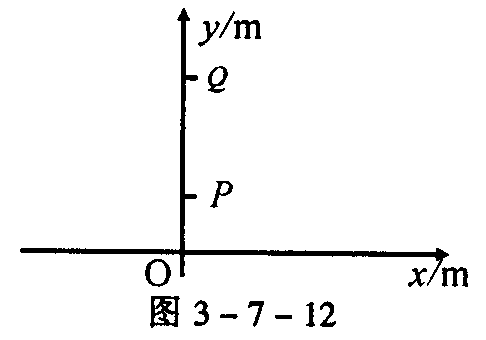 y/m
Q
P
O
x/m
图 3-7-12